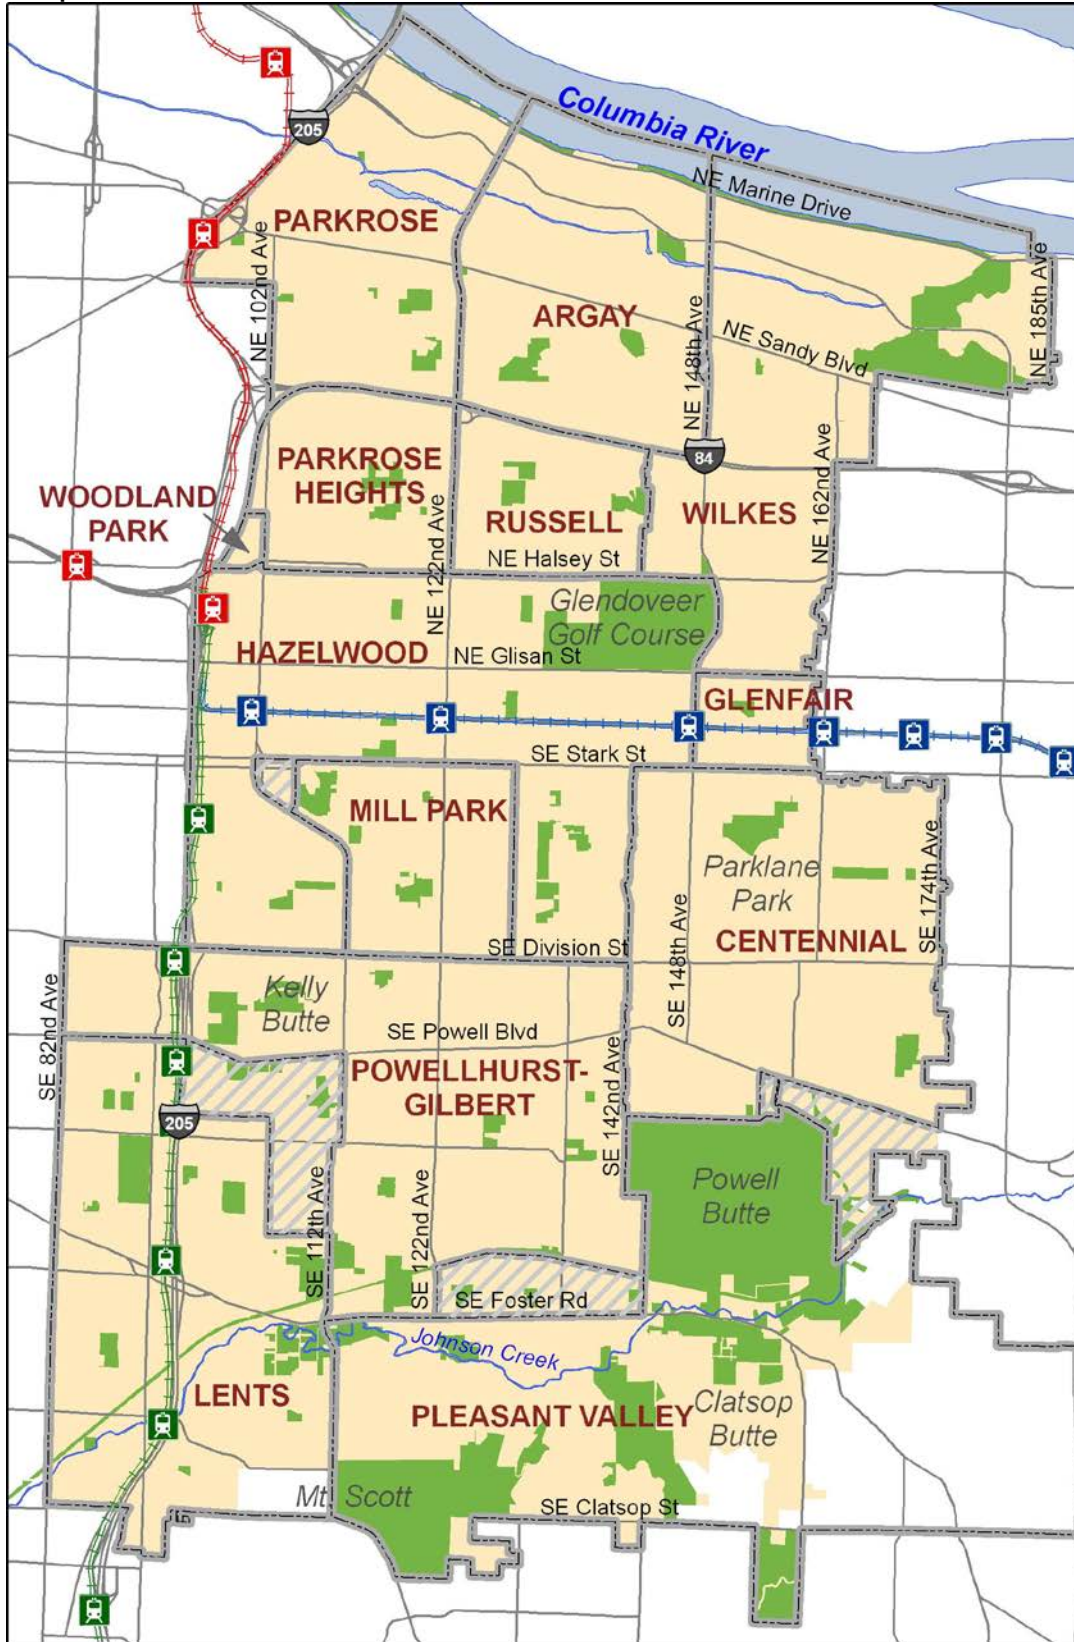 205
Columbia River
NE Marine Drive
PARKROSE
NE 102nd Ave
ARGAY
NE 148th Ave
NE Sandy Blvd
NE 185th Ave
PARKROSE
HEIGHTS
84
WOODLAND
PARK
NE 122nd Ave
RUSSELL
WILKES
NE 162nd Ave
NE Halsey St
Glendoveer
Golf Course
HAZELWOOD
NE Glisan St
GLENFAIR
SE Stark St
MILL PARK
Parklane
Park
SE 148th Ave
SE 174th Ave
CENTENNIAL
SE Division St
SE 82nd Ave
Kelly
Butte
SE Powell Blvd
POWELLHURST-
GILBERT
SE 142nd Ave
205
Powell
Butte
SE 112th Ave
SE 122nd Ave
SE Foster Rd
Johnson Creek
LENTS
PLEASANT VALLEY
Clatsop
Butte
Mt. Scott
SE Clatsop St